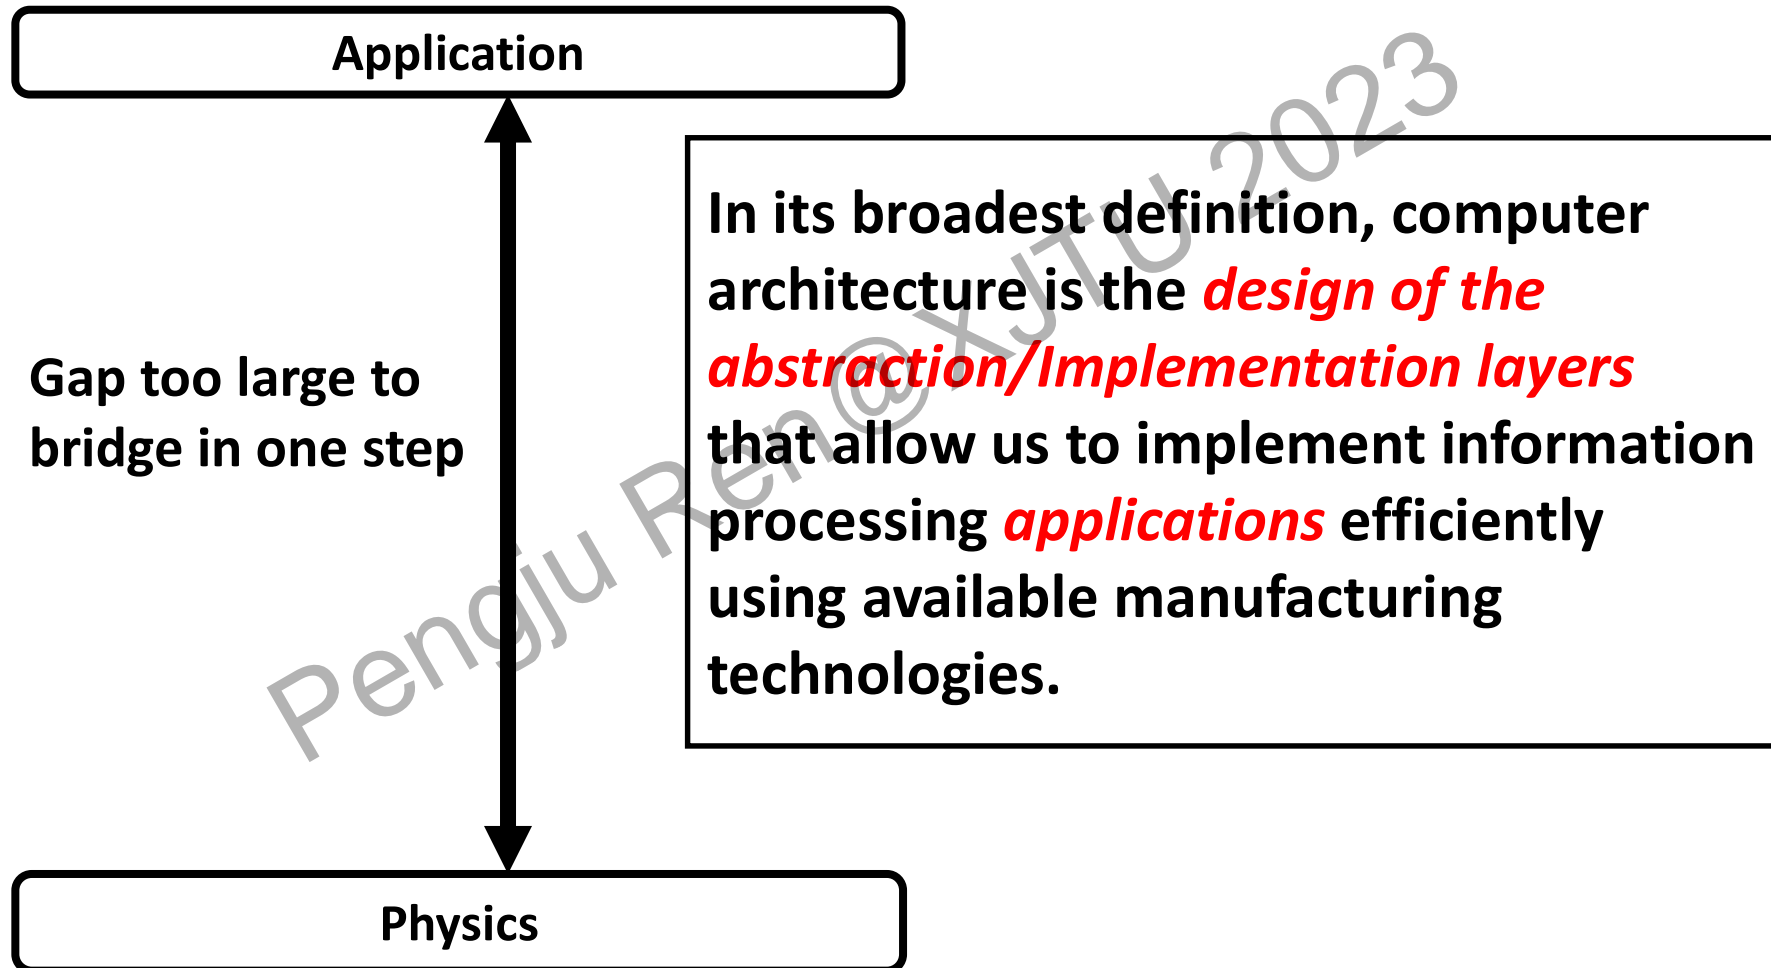 Application
Gap too large to
bridge in one step
In its broadest definition, computer
architecture is the design of the
abstraction/Implementation layers
that allow us to implement information
processing applications efficiently
using available manufacturing
technologies.
Physics
Pengju Ren@XJTU 2023